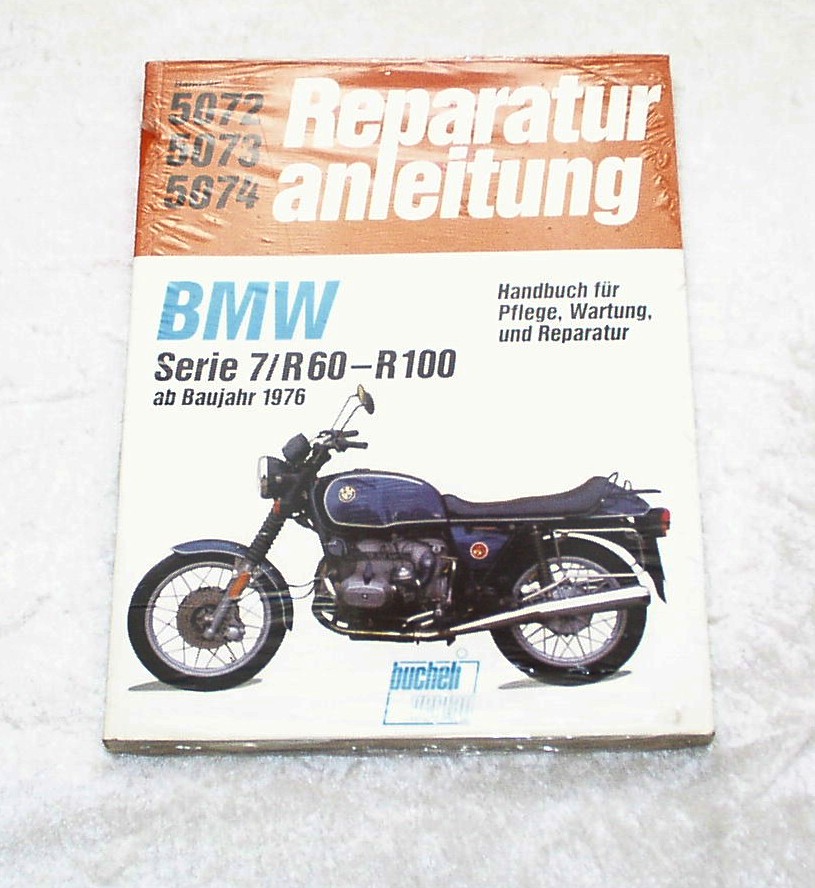 5072
5073
5074
Reparatur
anleitung
BMW
Serie 7/R60–R100
ab Baujahr 1976
Handbuch für
Pflege, Wartung,
und Reparatur
bucheli